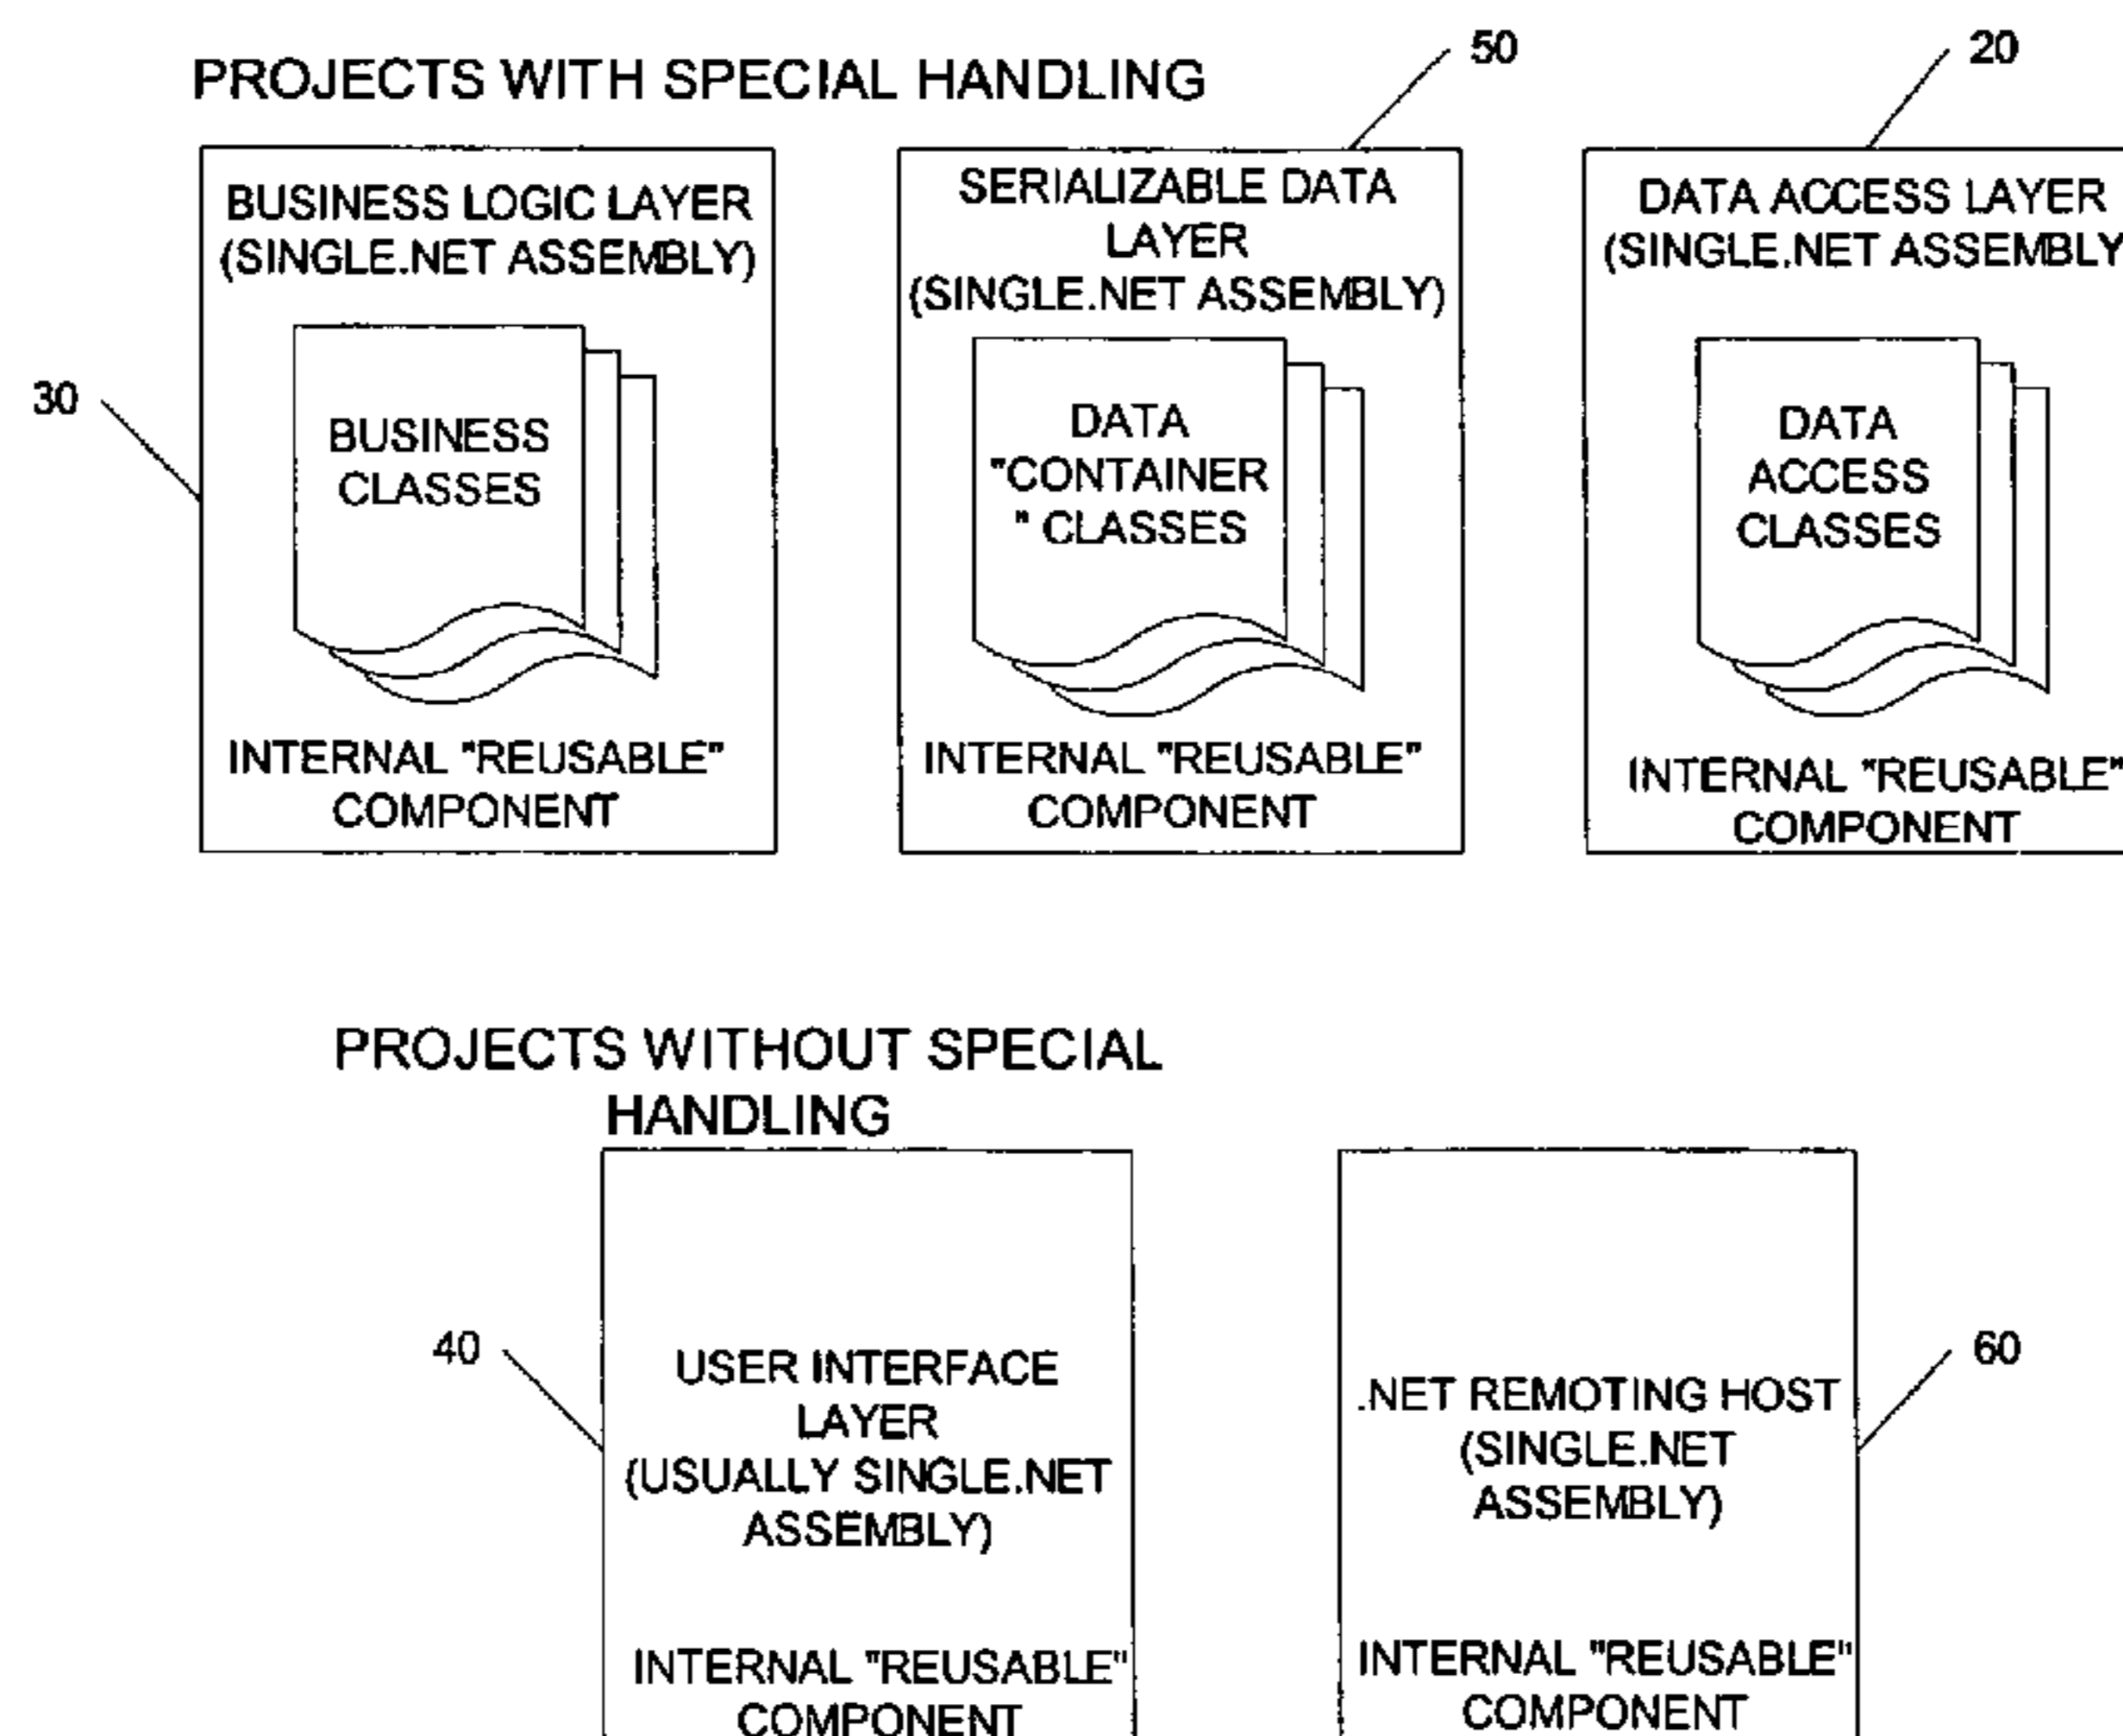 50
20
PROJECTS WITH SPECIAL HANDLING
BUSINESS LOGIC LAYER
(SINGLE.NET ASSEMBLY)
30
BUSINESS
CLASSES
INTERNAL "REUSABLE"
COMPONENT
SERIALIZABLE DATA
LAYER
(SINGLE.NET ASSEMBLY)
DATA
"CONTAINER
" CLASSES
INTERNAL "REUSABLE"
COMPONENT
DATA ACCESS LAYER
(SINGLE.NET ASSEMBLY
DATA
ACCESS
CLASSES
INTERNAL "REUSABLE"
COMPONENT
PROJECTS WITHOUT SPECIAL
HANDLING
40
USER INTERFACE
LAYER
(USUALLY SINGLE.NET
ASSEMBLY)
INTERNAL "REUSABLE"
COMPONENT
.NET REMOTING HOST
(SINGLE.NET
ASSEMBLY)
60
INTERNAL "REUSABLE"
COMPONENT